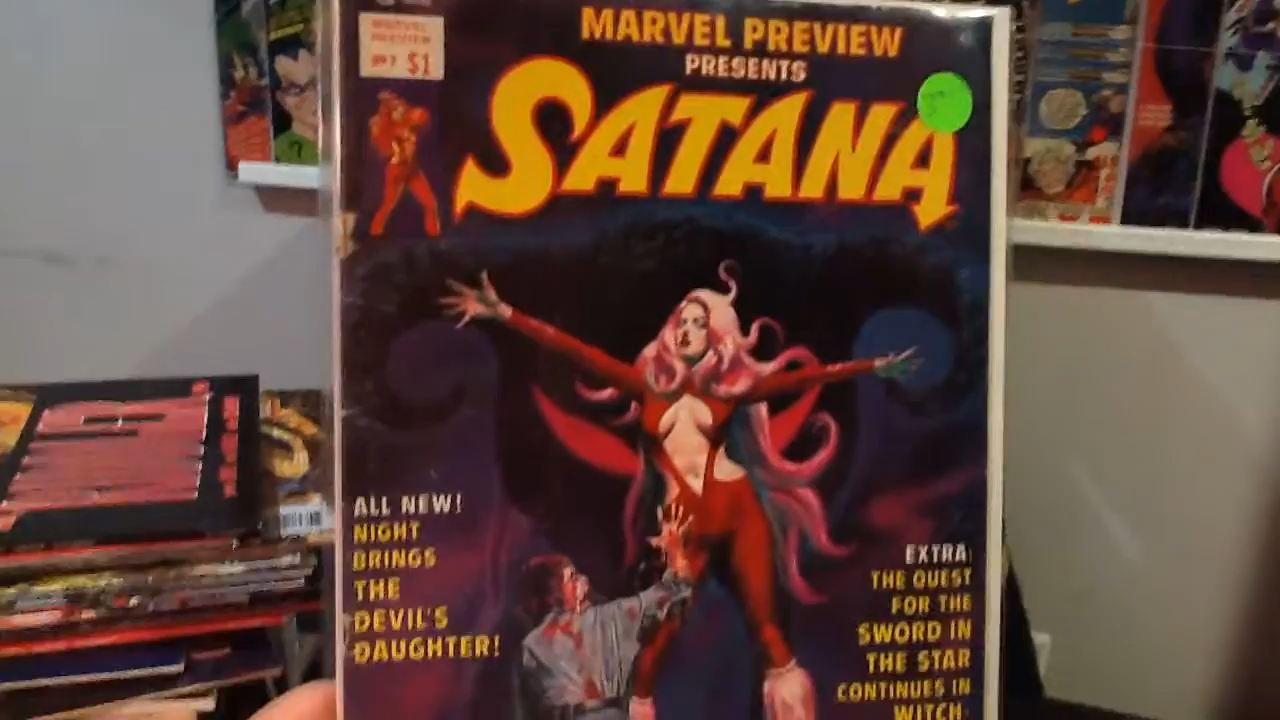 MARVEL PREVIEW
PRESENTS
SATANA
MARVEL
PREVIEW
$1
ALL NEW!
NIGHT
BRINGS
THE
DEVIL'S
DAUGHTER!
EXTRA:
THE QUEST
FOR THE
SWORD IN
THE STAR
CONTINUES IN
WITCH-